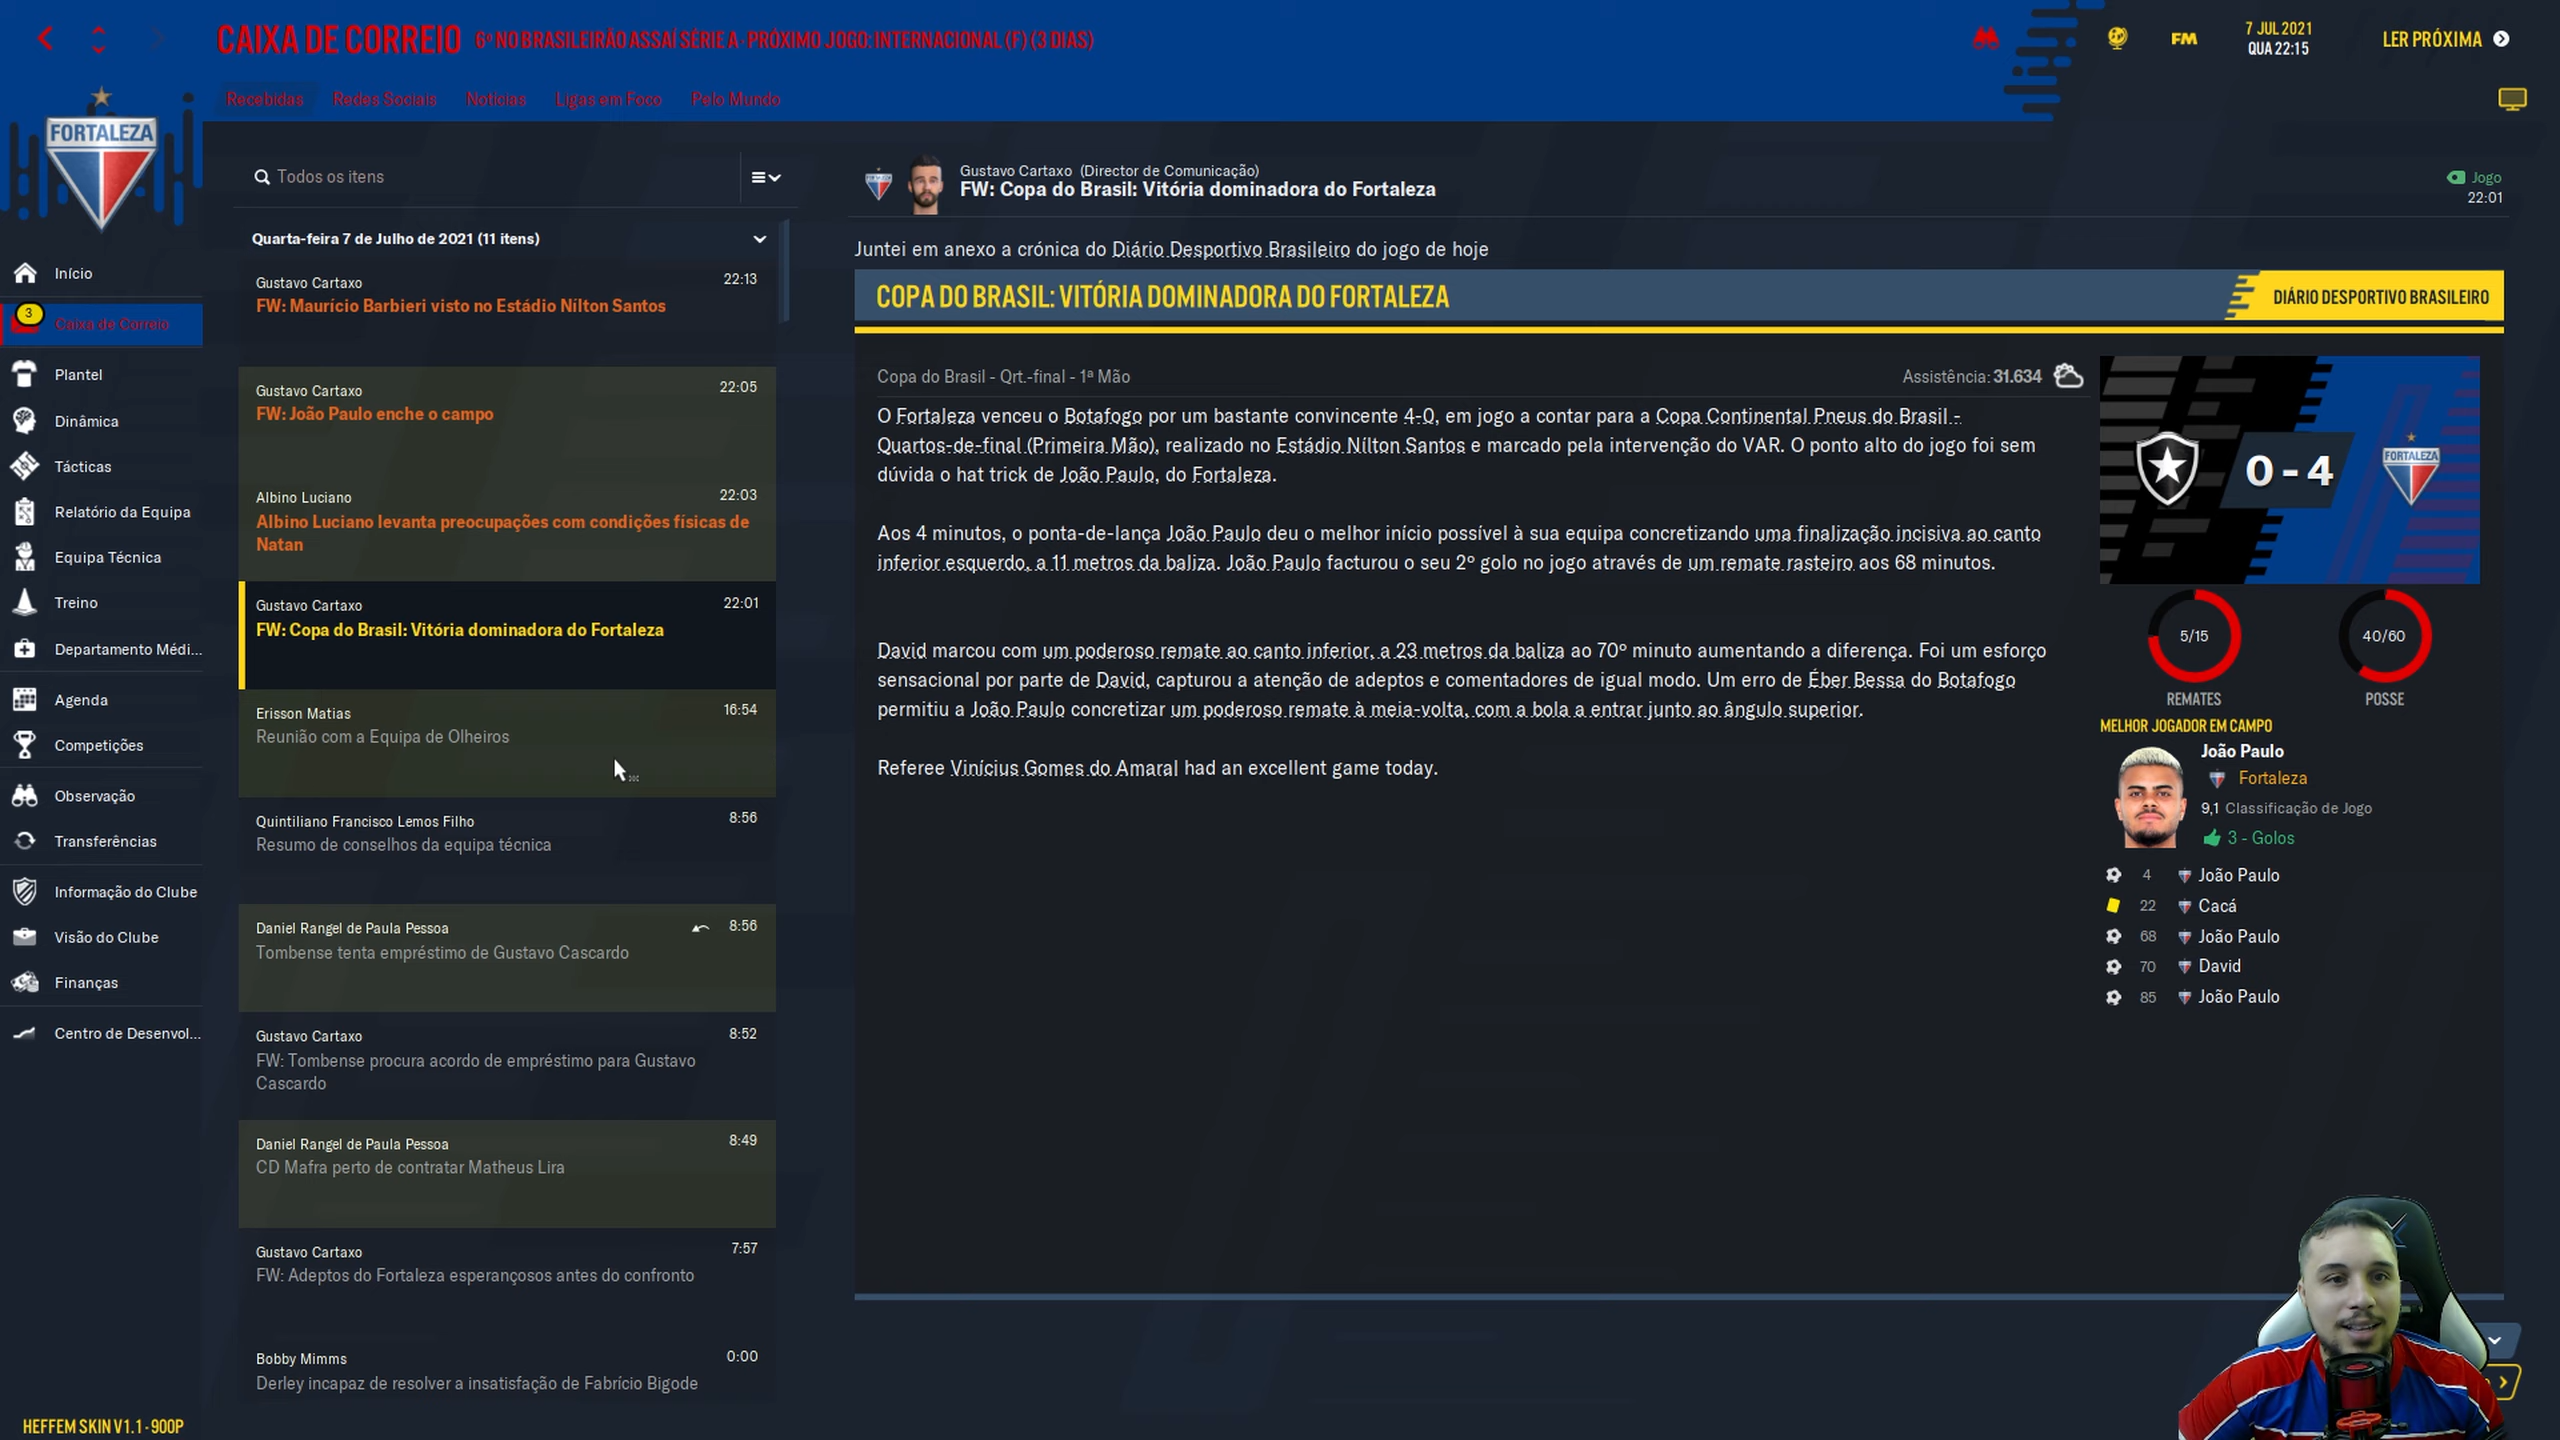 CAIXA DE CORREIO
6º NO BRASILEIRÃO ASSAÍ SÉRIE A - PRÓXIMO JOGO: INTERNACIONAL (F) (3 DIAS)
FM
7 JUL 2021
QUA 22:15
LER PRÓXIMA
Recebidas
Redes Sociais
Notícias
Ligas em Foco
Pelo Mundo
FORTALEZA
Início
3
Caixa de Correio
Plantel
Dinâmica
Tácticas
Relatório da Equipa
Equipa Técnica
Treino
Departamento Médi...
Agenda
Competições
Observação
Transferências
Informação do Clube
Visão do Clube
Finanças
Centro de Desenvol...
HEFFEM SKIN V1.1 - 900P
Todos os itens
Quarta-feira 7 de Julho de 2021 (11 itens)
Gustavo Cartaxo 22:13
FW: Maurício Barbieri visto no Estádio Nílton Santos
Gustavo Cartaxo 22:05
FW: João Paulo enche o campo
Albino Luciano 22:03
Albino Luciano levanta preocupações com condições físicas de
Natan
Gustavo Cartaxo 22:01
FW: Copa do Brasil: Vitória dominadora do Fortaleza
Erisson Matias 16:54
Reunião com a Equipa de Olheiros
Quintiliano Francisco Lemos Filho 8:56
Resumo de conselhos da equipa técnica
Daniel Rangel de Paula Pessoa 8:56
Tombense tenta empréstimo de Gustavo Cascardo
Gustavo Cartaxo 8:52
FW: Tombense procura acordo de empréstimo para Gustavo
Cascardo
Daniel Rangel de Paula Pessoa 8:49
CD Mafra perto de contratar Matheus Lira
Gustavo Cartaxo 7:57
FW: Adeptos do Fortaleza esperançosos antes do confronto
Bobby Mimms 0:00
Derley incapaz de resolver a insatisfação de Fabrício Bigode
Gustavo Cartaxo (Director de Comunicação)
FW: Copa do Brasil: Vitória dominadora do Fortaleza
Jogo
22:01
Juntei em anexo a crónica do Diário Desportivo Brasileiro do jogo de hoje
COPA DO BRASIL: VITÓRIA DOMINADORA DO FORTALEZA
DIÁRIO DESPORTIVO BRASILEIRO
Copa do Brasil - Qrt.-final - 1ª Mão
Assistência: 31.634
O Fortaleza venceu o Botafogo por um bastante convincente 4-0, em jogo a contar para a Copa Continental Pneus do Brasil -
Quartos-de-final (Primeira Mão), realizado no Estádio Nílton Santos e marcado pela intervenção do VAR. O ponto alto do jogo foi sem
dúvida o hat trick de João Paulo, do Fortaleza.
Aos 4 minutos, o ponta-de-lança João Paulo deu o melhor início possível à sua equipa concretizando uma finalização incisiva ao canto
inferior esquerdo, a 11 metros da baliza. João Paulo facturou o seu 2º golo no jogo através de um remate rasteiro aos 68 minutos.
David marcou com um poderoso remate ao canto inferior, a 23 metros da baliza ao 70º minuto aumentando a diferença. Foi um esforço
sensacional por parte de David, capturou a atenção de adeptos e comentadores de igual modo. Um erro de Éber Bessa do Botafogo
permitiu a João Paulo concretizar um poderoso remate à meia-volta, com a bola a entrar junto ao ângulo superior.
Referee Vinícius Gomes do Amaral had an excellent game today.
0 - 4
FORTALEZA
5/15
40/60
REMATES
POSSE
MELHOR JOGADOR EM CAMPO
João Paulo
Fortaleza
9,1 Classificação de Jogo
3 - Golos
4 João Paulo
22 Cacá
68 João Paulo
70 David
85 João Paulo